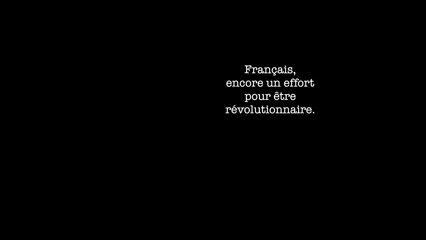 Français,
encore un effort
pour être
révolutionnaire.